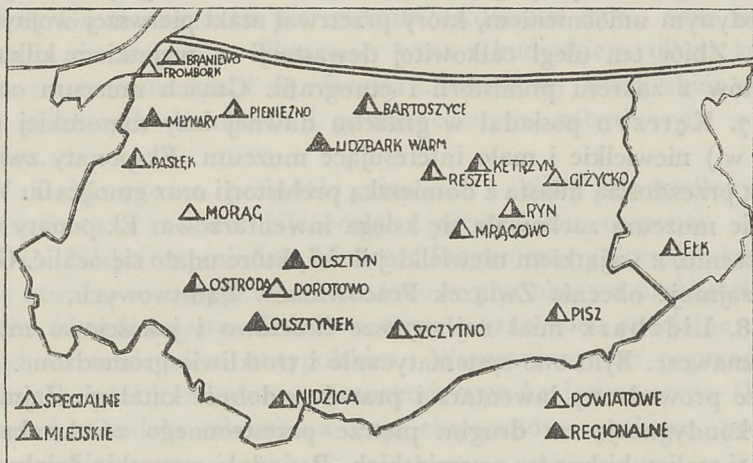 BRANIEWO
FROMBORK
MŁYNARY
PIENIĘŻNO
BARTOSZYCE
LIDZBARK WARM
PASŁĘK
RESZEL
KĘTRZYN
GIŻYCKO
MORĄG
RYN
MRĄGOWO
EŁK
OLSZTYN
OSTRÓDA
DOROTOWO
OLSZTYNEK
SZCZYTNO
PISZ
NIDZICA
SPECJALNE
POWIATOWE
MIEJSKIE
REGIONALNE